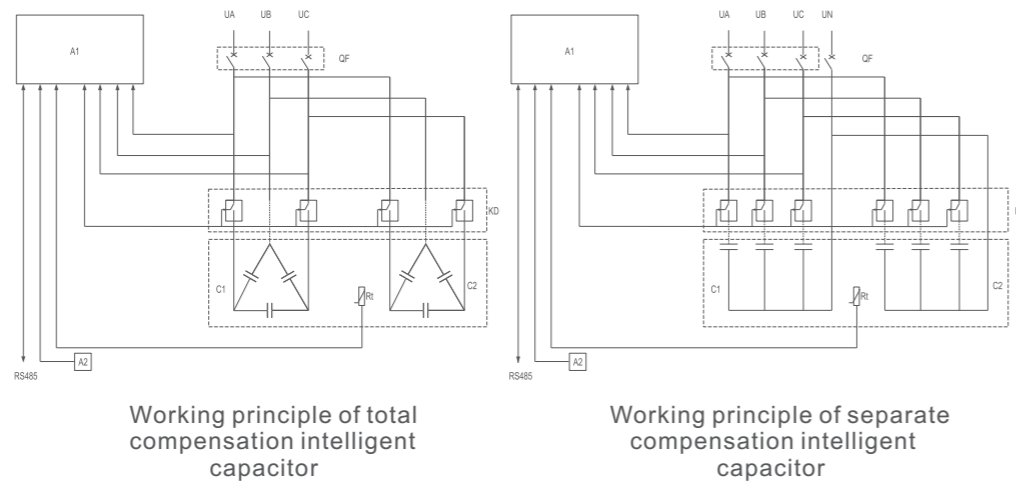 UA UB UC
A1
QF
KD
C1
C2
Rt
A2
RS485
Working principle of total
compensation intelligent
capacitor
UA UB UC UN
A1
QF
C1
C2
Rt
A2
RS485
Working principle of separate
compensation intelligent
capacitor